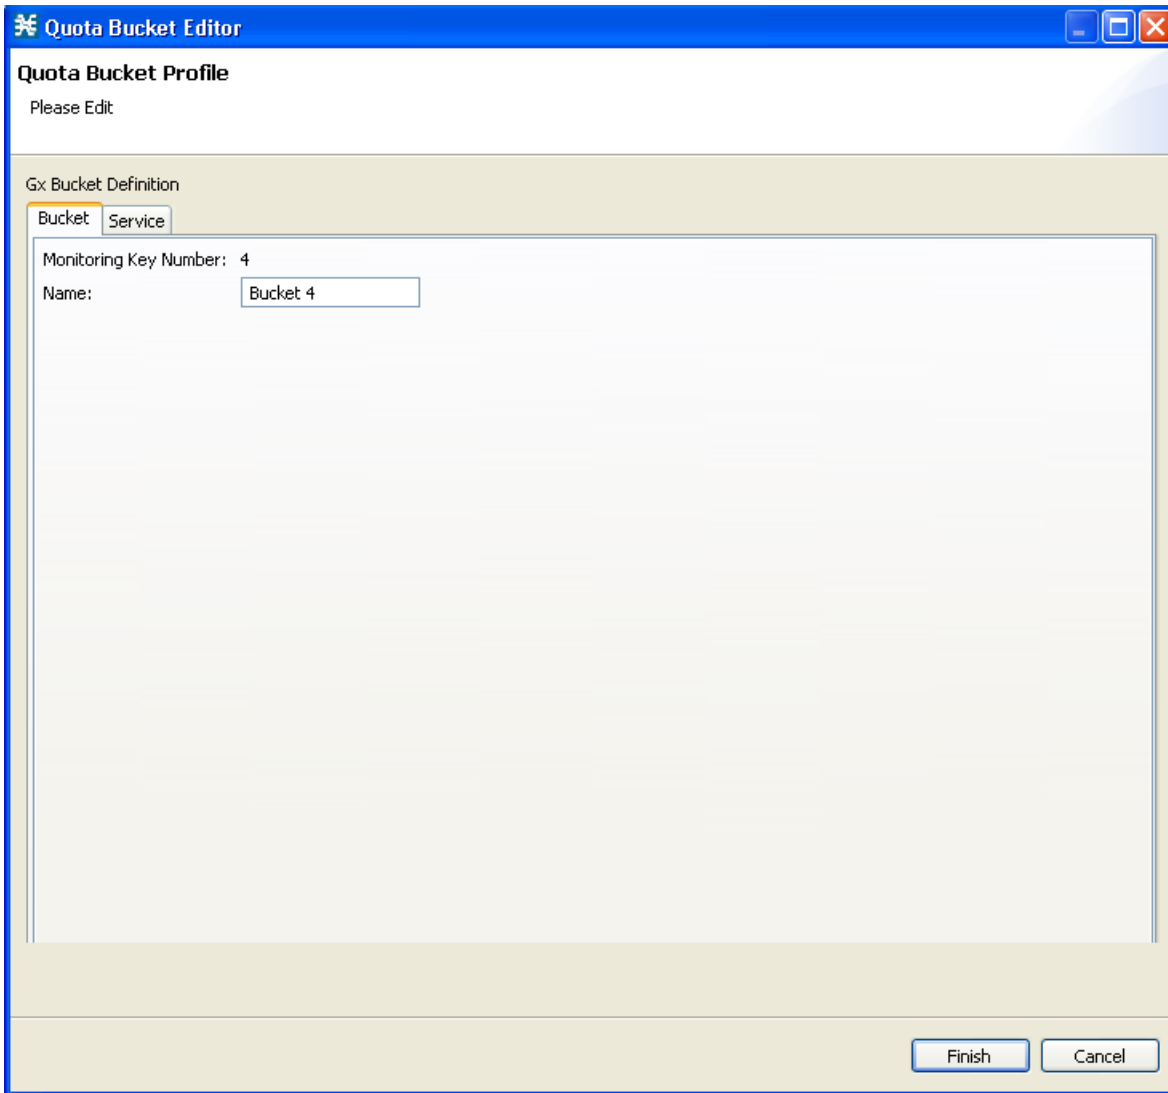 Quota Bucket Editor
Quota Bucket Profile
Please Edit
Gx Bucket Definition
Bucket Service
Monitoring Key Number: 4
Name: Bucket 4
Finish Cancel